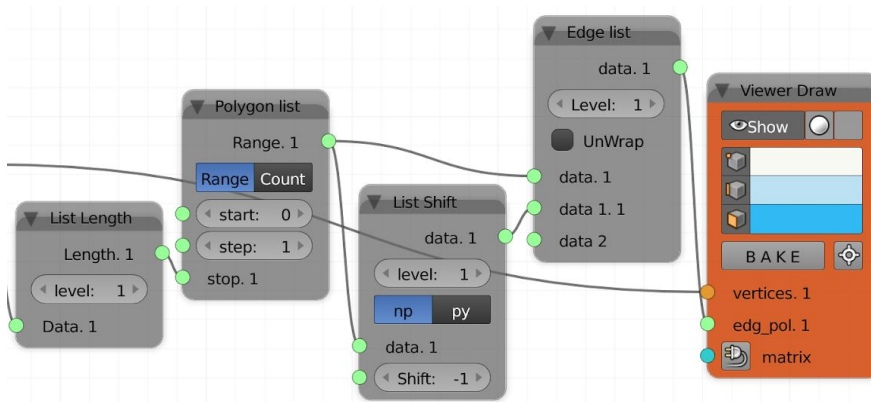 List Length
Length. 1
level: 1
Data. 1
Polygon list
Range. 1
Range Count
start: 0
step: 1
stop. 1
List Shift
data. 1
level: 1
np py
data. 1
Shift: -1
Edge list
data. 1
Level: 1
UnWrap
data. 1
data 1. 1
data 2
Viewer Draw
Show
B A K E
vertices. 1
edg_pol. 1
matrix